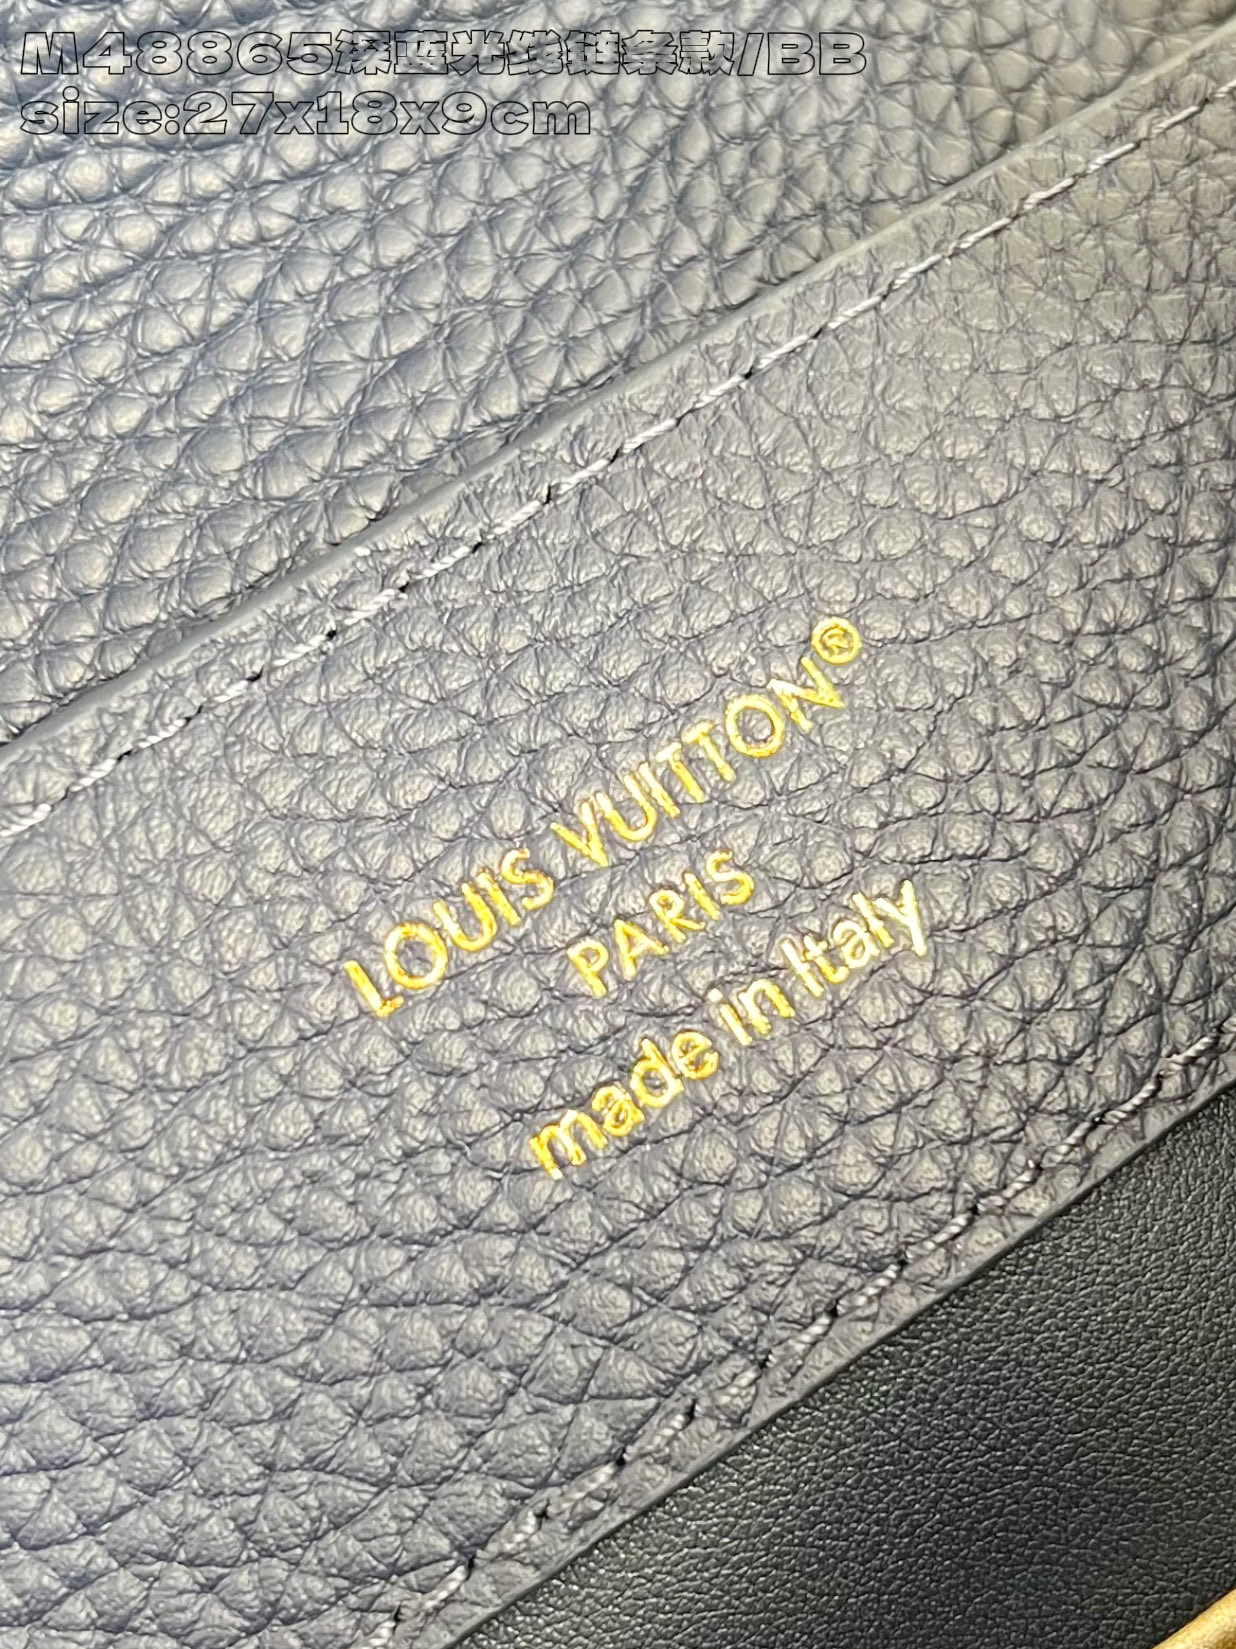 M48865深蓝光线链条款/BB
size:27x18x9cm
LOUIS VUITTON®
PARIS
made in Italy